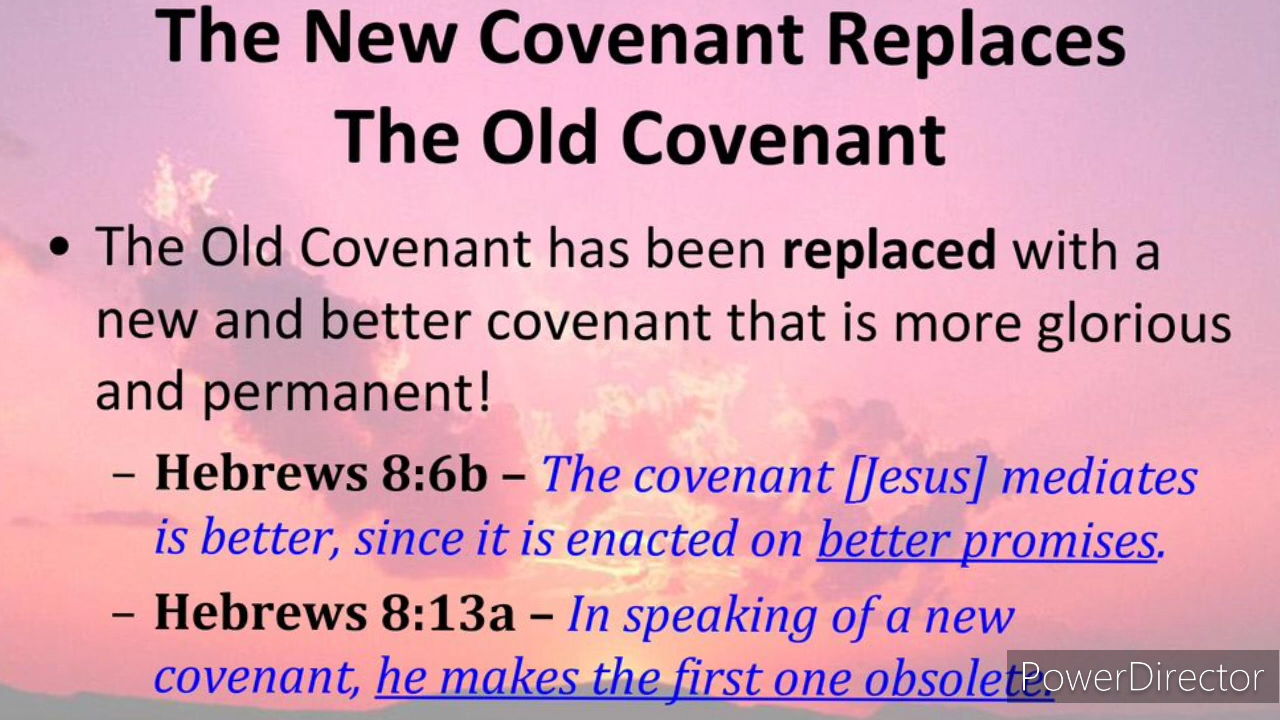 The New Covenant Replaces
The Old Covenant
• The Old Covenant has been replaced with a
new and better covenant that is more glorious
and permanent!
– Hebrews 8:6b – The covenant [Jesus] mediates
is better, since it is enacted on better promises.
– Hebrews 8:13a – In speaking of a new
covenant, he makes the first one obsolete.
PowerDirector